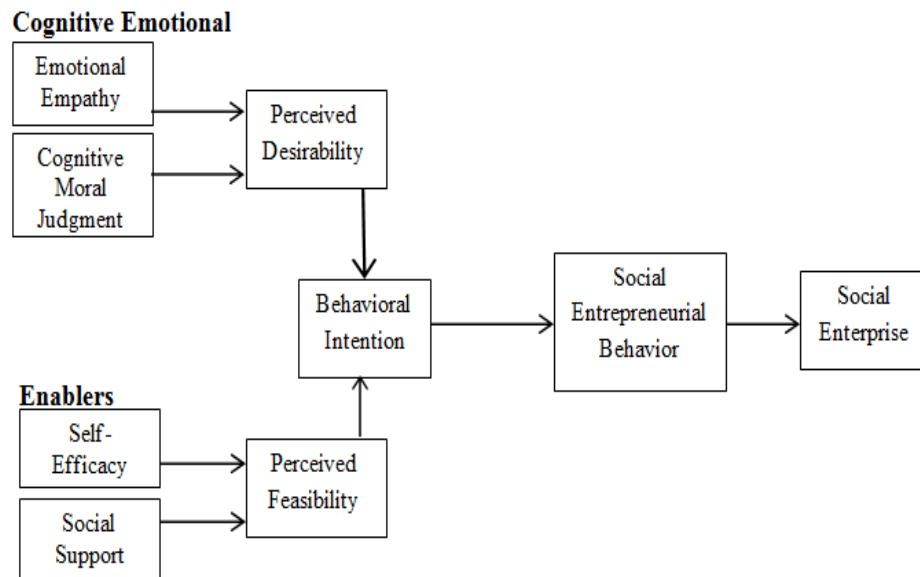 Cognitive Emotional
Emotional
Empathy
Cognitive
Moral
Judgment
Perceived
Desirability
Behavioral
Intention
Social
Entrepreneurial
Behavior
Social
Enterprise
Enablers
Self-
Efficacy
Social
Support
Perceived
Feasibility